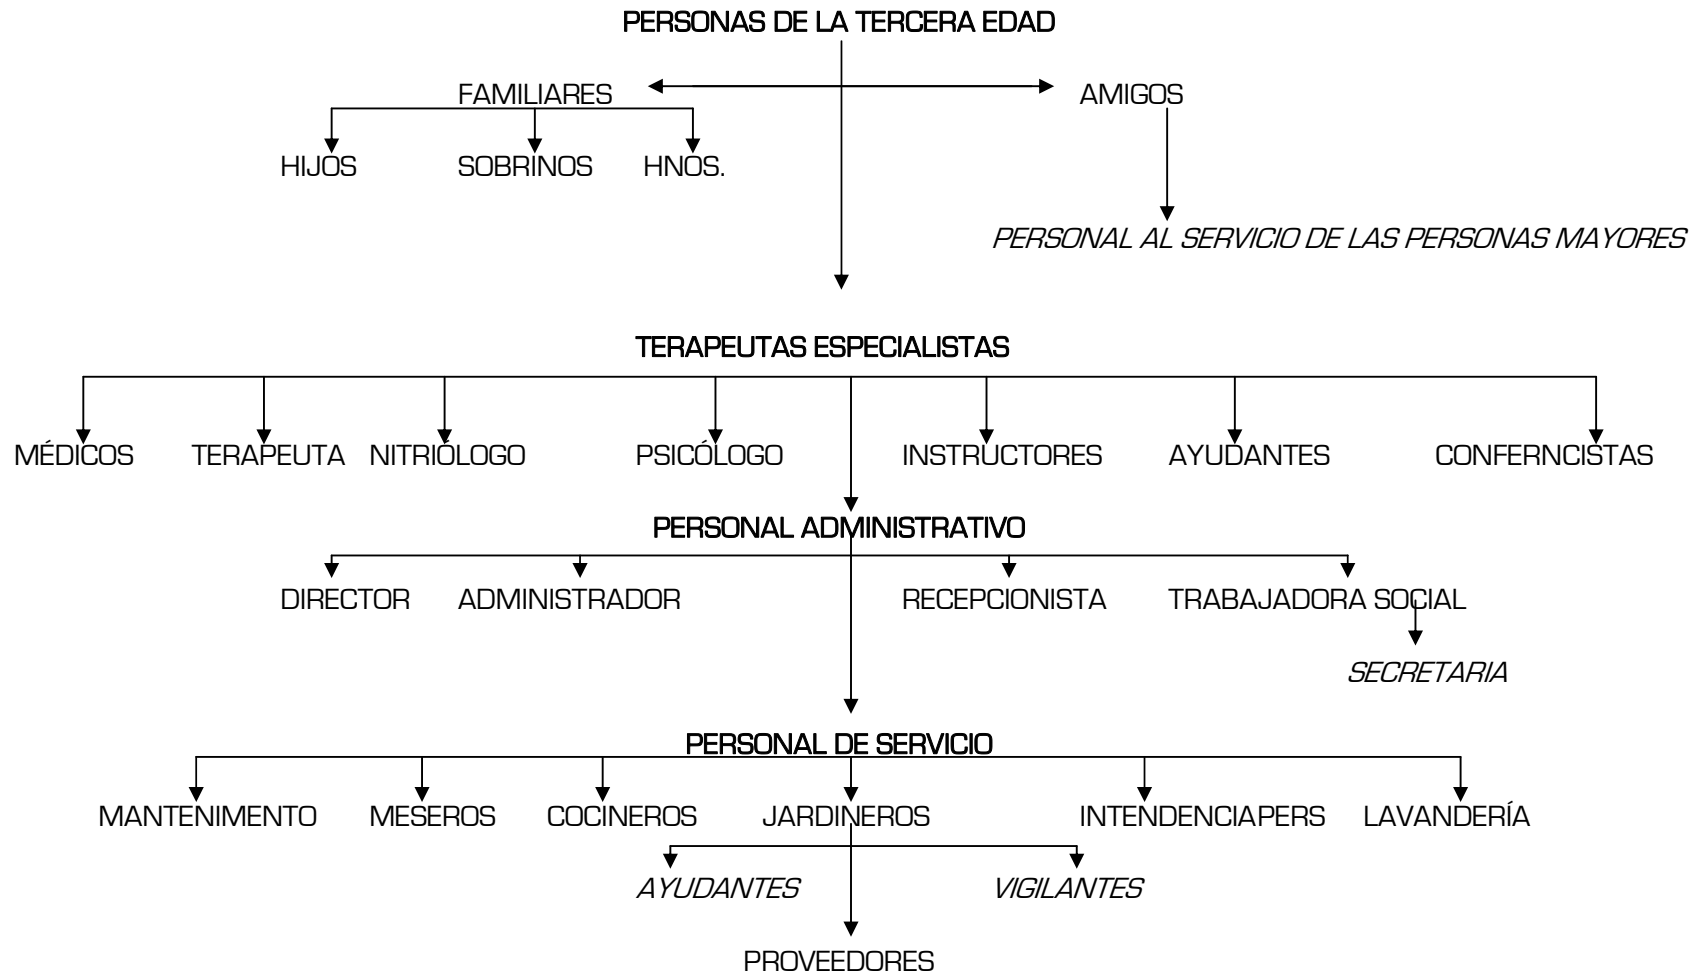 PERSONAS DE LA TERCERA EDAD
FAMILIARES AMIGOS
HIJOS SOBRINOS HNOS.
PERSONAL AL SERVICIO DE LAS PERSONAS MAYORES
TERAPEUTAS ESPECIALISTAS
MÉDICOS TERAPEUTA NITRIÓLOGO PSICÓLOGO INSTRUCTORES AYUDANTES CONFERNCISTAS
PERSONAL ADMINISTRATIVO
DIRECTOR ADMINISTRADOR RECEPCIONISTA TRABAJADORA SOCIAL
SECRETARIA
PERSONAL DE SERVICIO
MANTENIMENTO MESEROS COCINEROS JARDINEROS INTENDENCIAPERS LAVANDERÍA
AYUDANTES VIGILANTES
PROVEEDORES